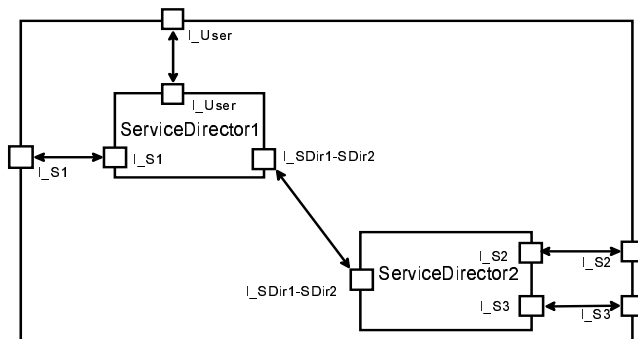 I_User
I_User
ServiceDirector1
I_S1
I_SDir1-SDir2
I_S1
I_S2
I_S2
ServiceDirector2
I_SDir1-SDir2
I_S3
I_S3